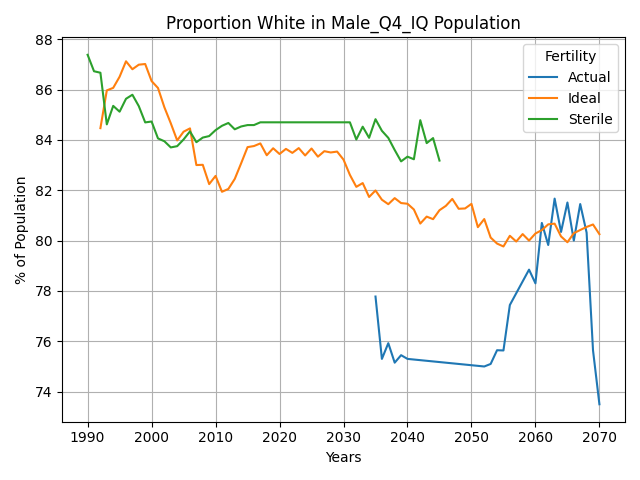 Proportion White in Male_Q4_IQ Population
% of Population
88
86
84
82
80
78
76
74
Fertility
Actual
Ideal
Sterile
1990 2000 2010 2020 2030 2040 2050 2060 2070
Years